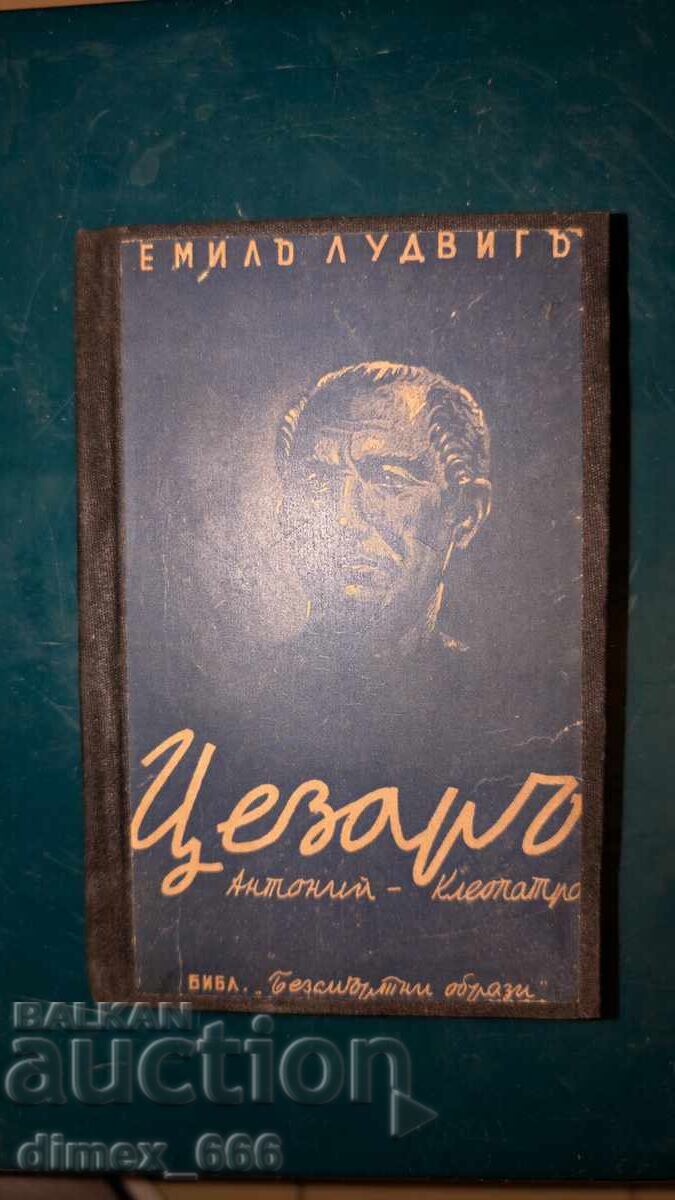 ЕМИЛЪ ЛУДВИГЪ
Цезаръ
Антоний - Клеопатра
БИБЛ. „Безсмъртни образи"
BALKAN
auction
dimex_666